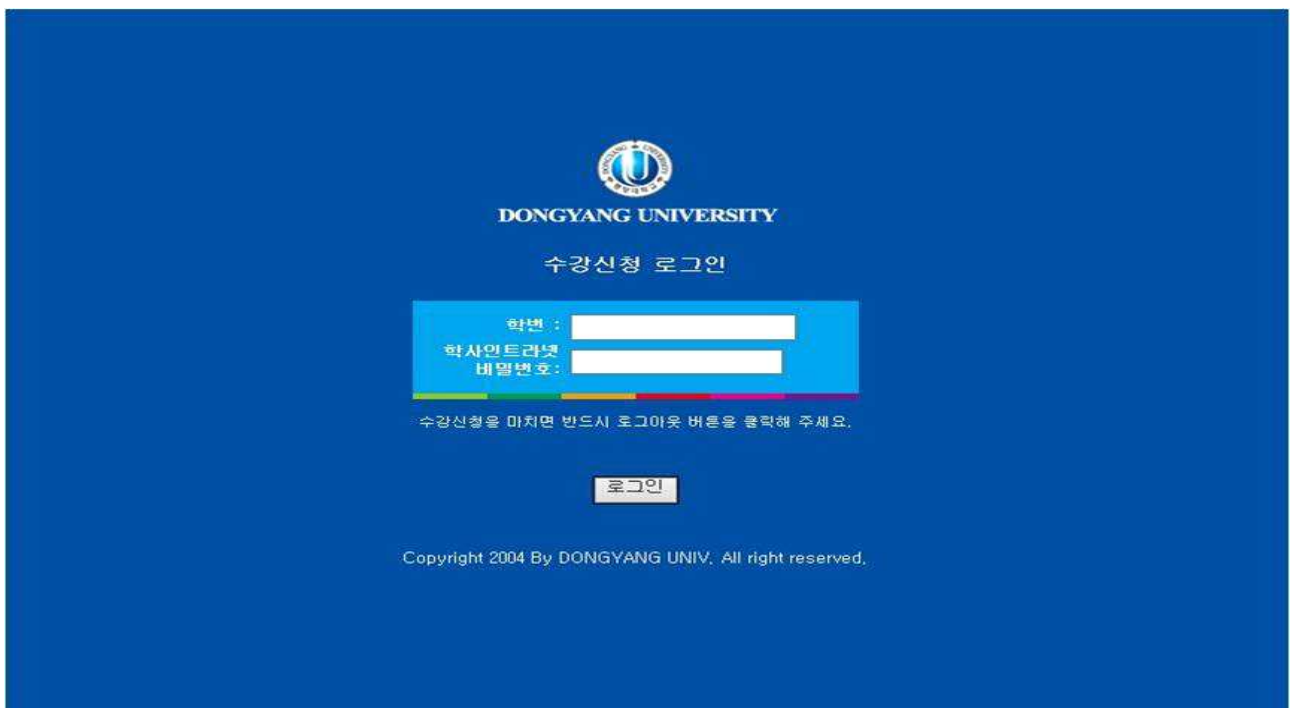 DONGYANG UNIVERSITY
수강신청 로그인
학번 :
학사인트라넷
비밀번호:
수강신청을 마치면 반드시 로그아웃 버튼을 클릭해 주세요.
로그인
Copyright 2004 By DONGYANG UNIV. All right reserved.